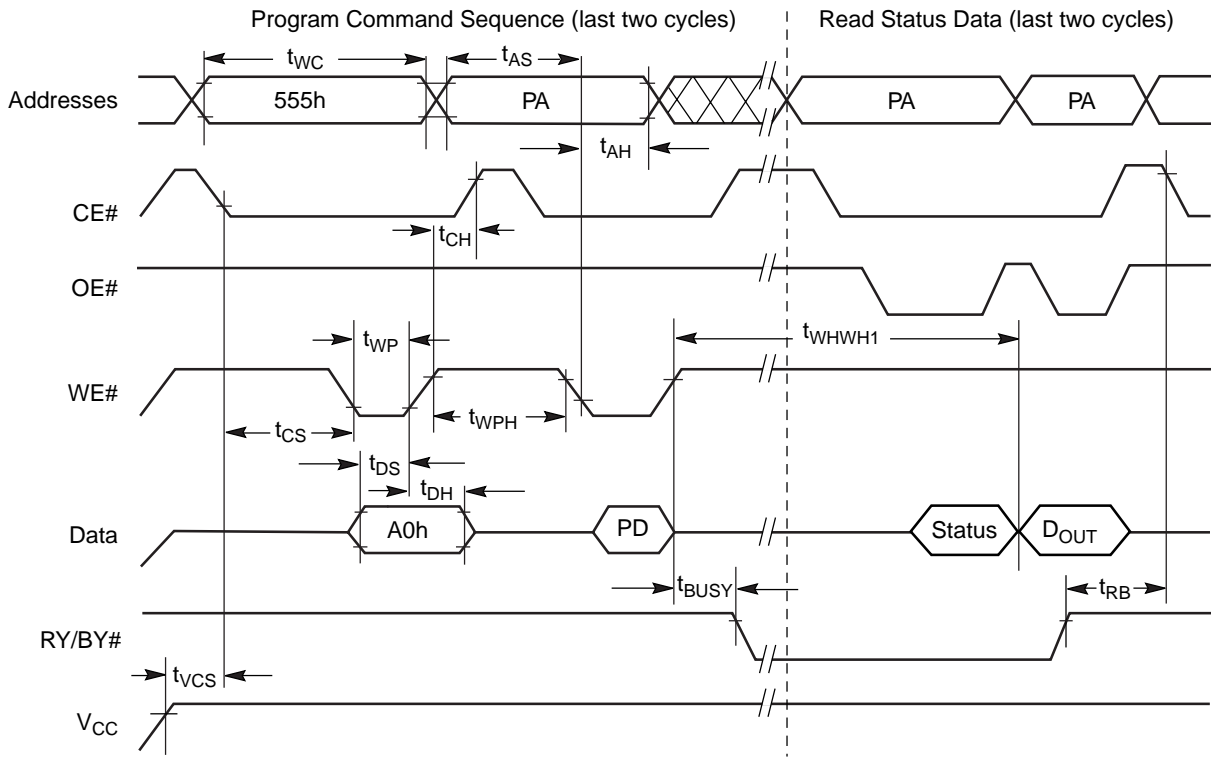 Program Command Sequence (last two cycles) Read Status Data (last two cycles)
tWC tAS
Addresses 555h PA PA PA
tAH
CE#
tCH
OE#
tWP tWHWH1
WE#
tCS tWPH
tDS
tDH
Data A0h PD Status DOUT
tBUSY tRB
RY/BY#
tVCS
VCC